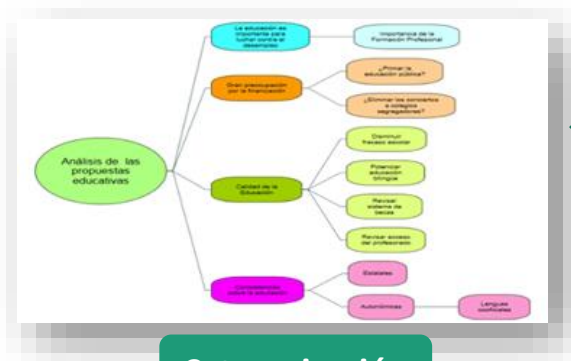 Análisis de las
propuestas
educativas
La educación es
importante para
luchar contra el
desempleo
Importancia de la
Formación Profesional
Gran preocupación
por la financiación
¿Primar la
educación pública?
¿Eliminar los conciertos
a colegios
segregadores?
Calidad de la
Educación
Disminuir
fracaso escolar
Potenciar
educación
bilingüe
Revisar
sistema de
becas
Revisar acceso
del profesorado
Competencias
sobre la educación
Estatales
Autonómicas
Lenguas
cooficiales